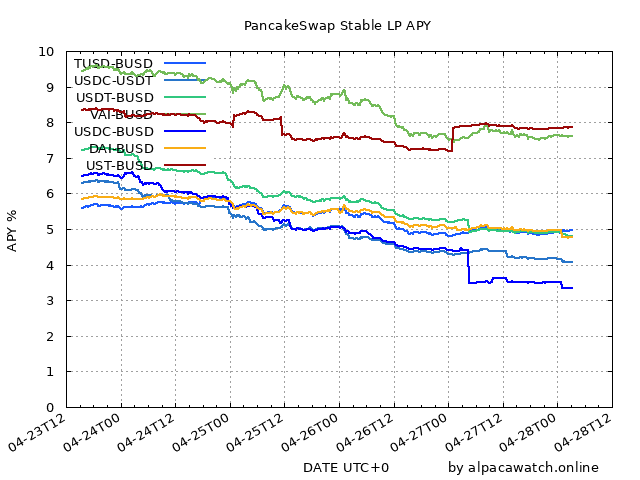 PancakeSwap Stable LP APY
10
9
8
7
6
5
4
3
2
1
0
APY %
TUSD-BUSD
USDC-USDT
USDT-BUSD
VAI-BUSD
USDC-BUSD
DAI-BUSD
UST-BUSD
04-23T12
04-24T00
04-24T12
04-25T00
04-25T12
04-26T00
04-26T12
04-27T00
04-27T12
04-28T00
04-28T12
DATE UTC+0
by alpacawatch.online